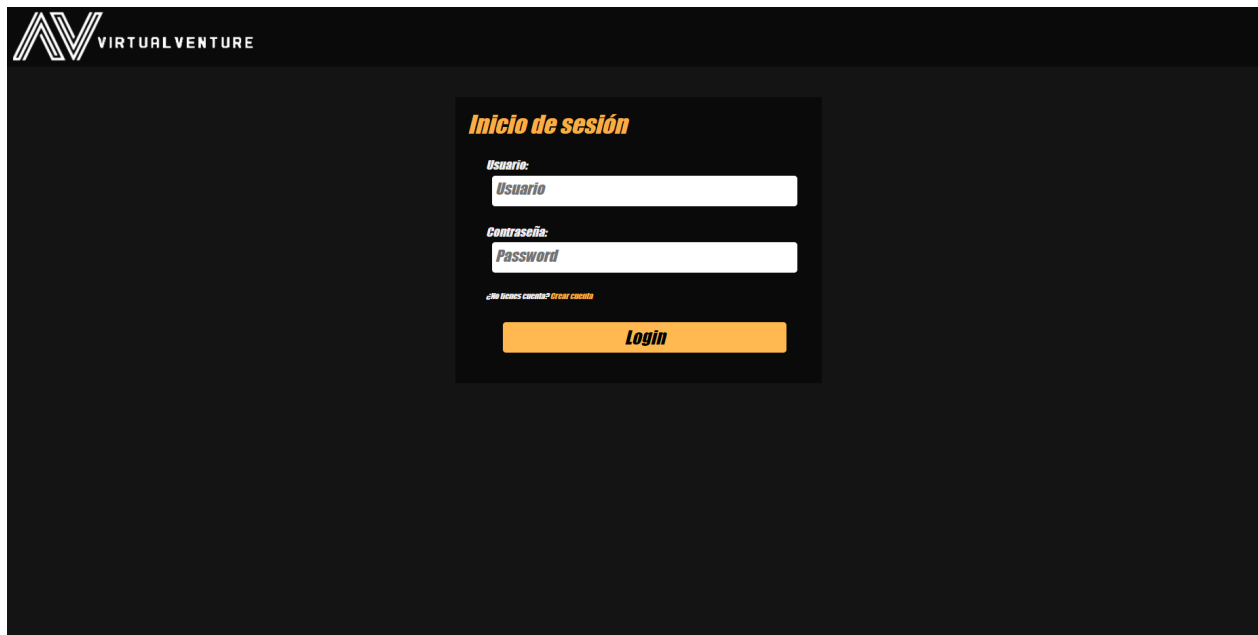 VIRTUALVENTURE
Inicio de sesión
Usuario:
Usuario
Contraseña:
Password
¿No tienes cuenta? Crear cuenta
Login